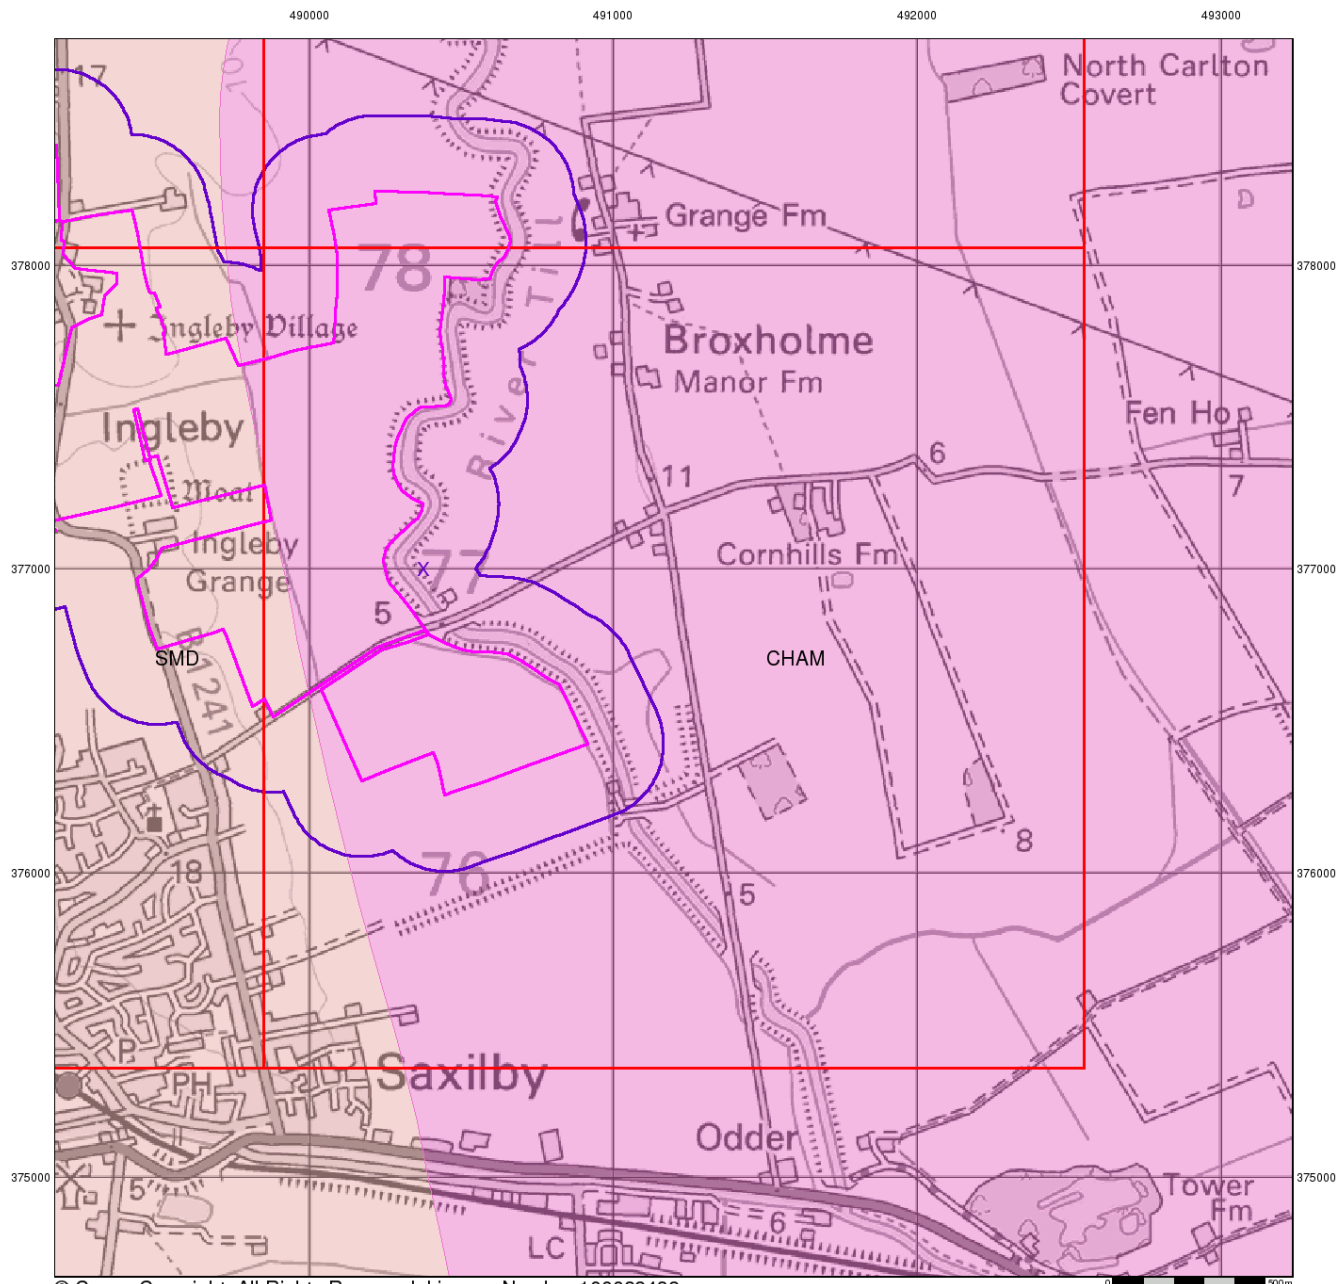 490000 491000 492000 493000
17
North Carlton
Covert
Grange Fm
378000 78 378000
River Till
Ingleby Village
Broxholme
Manor Fm
Ingleby
Fen Ho
6
11
7
Moat
Ingleby
Grange
Cornhills Fm
377000 77 377000
5
SMD CHAM
B1241
8
376000 18 76 376000
5
P
PH
Saxilby
Odder
375000 375000
5
6
Tower
Fm
LC